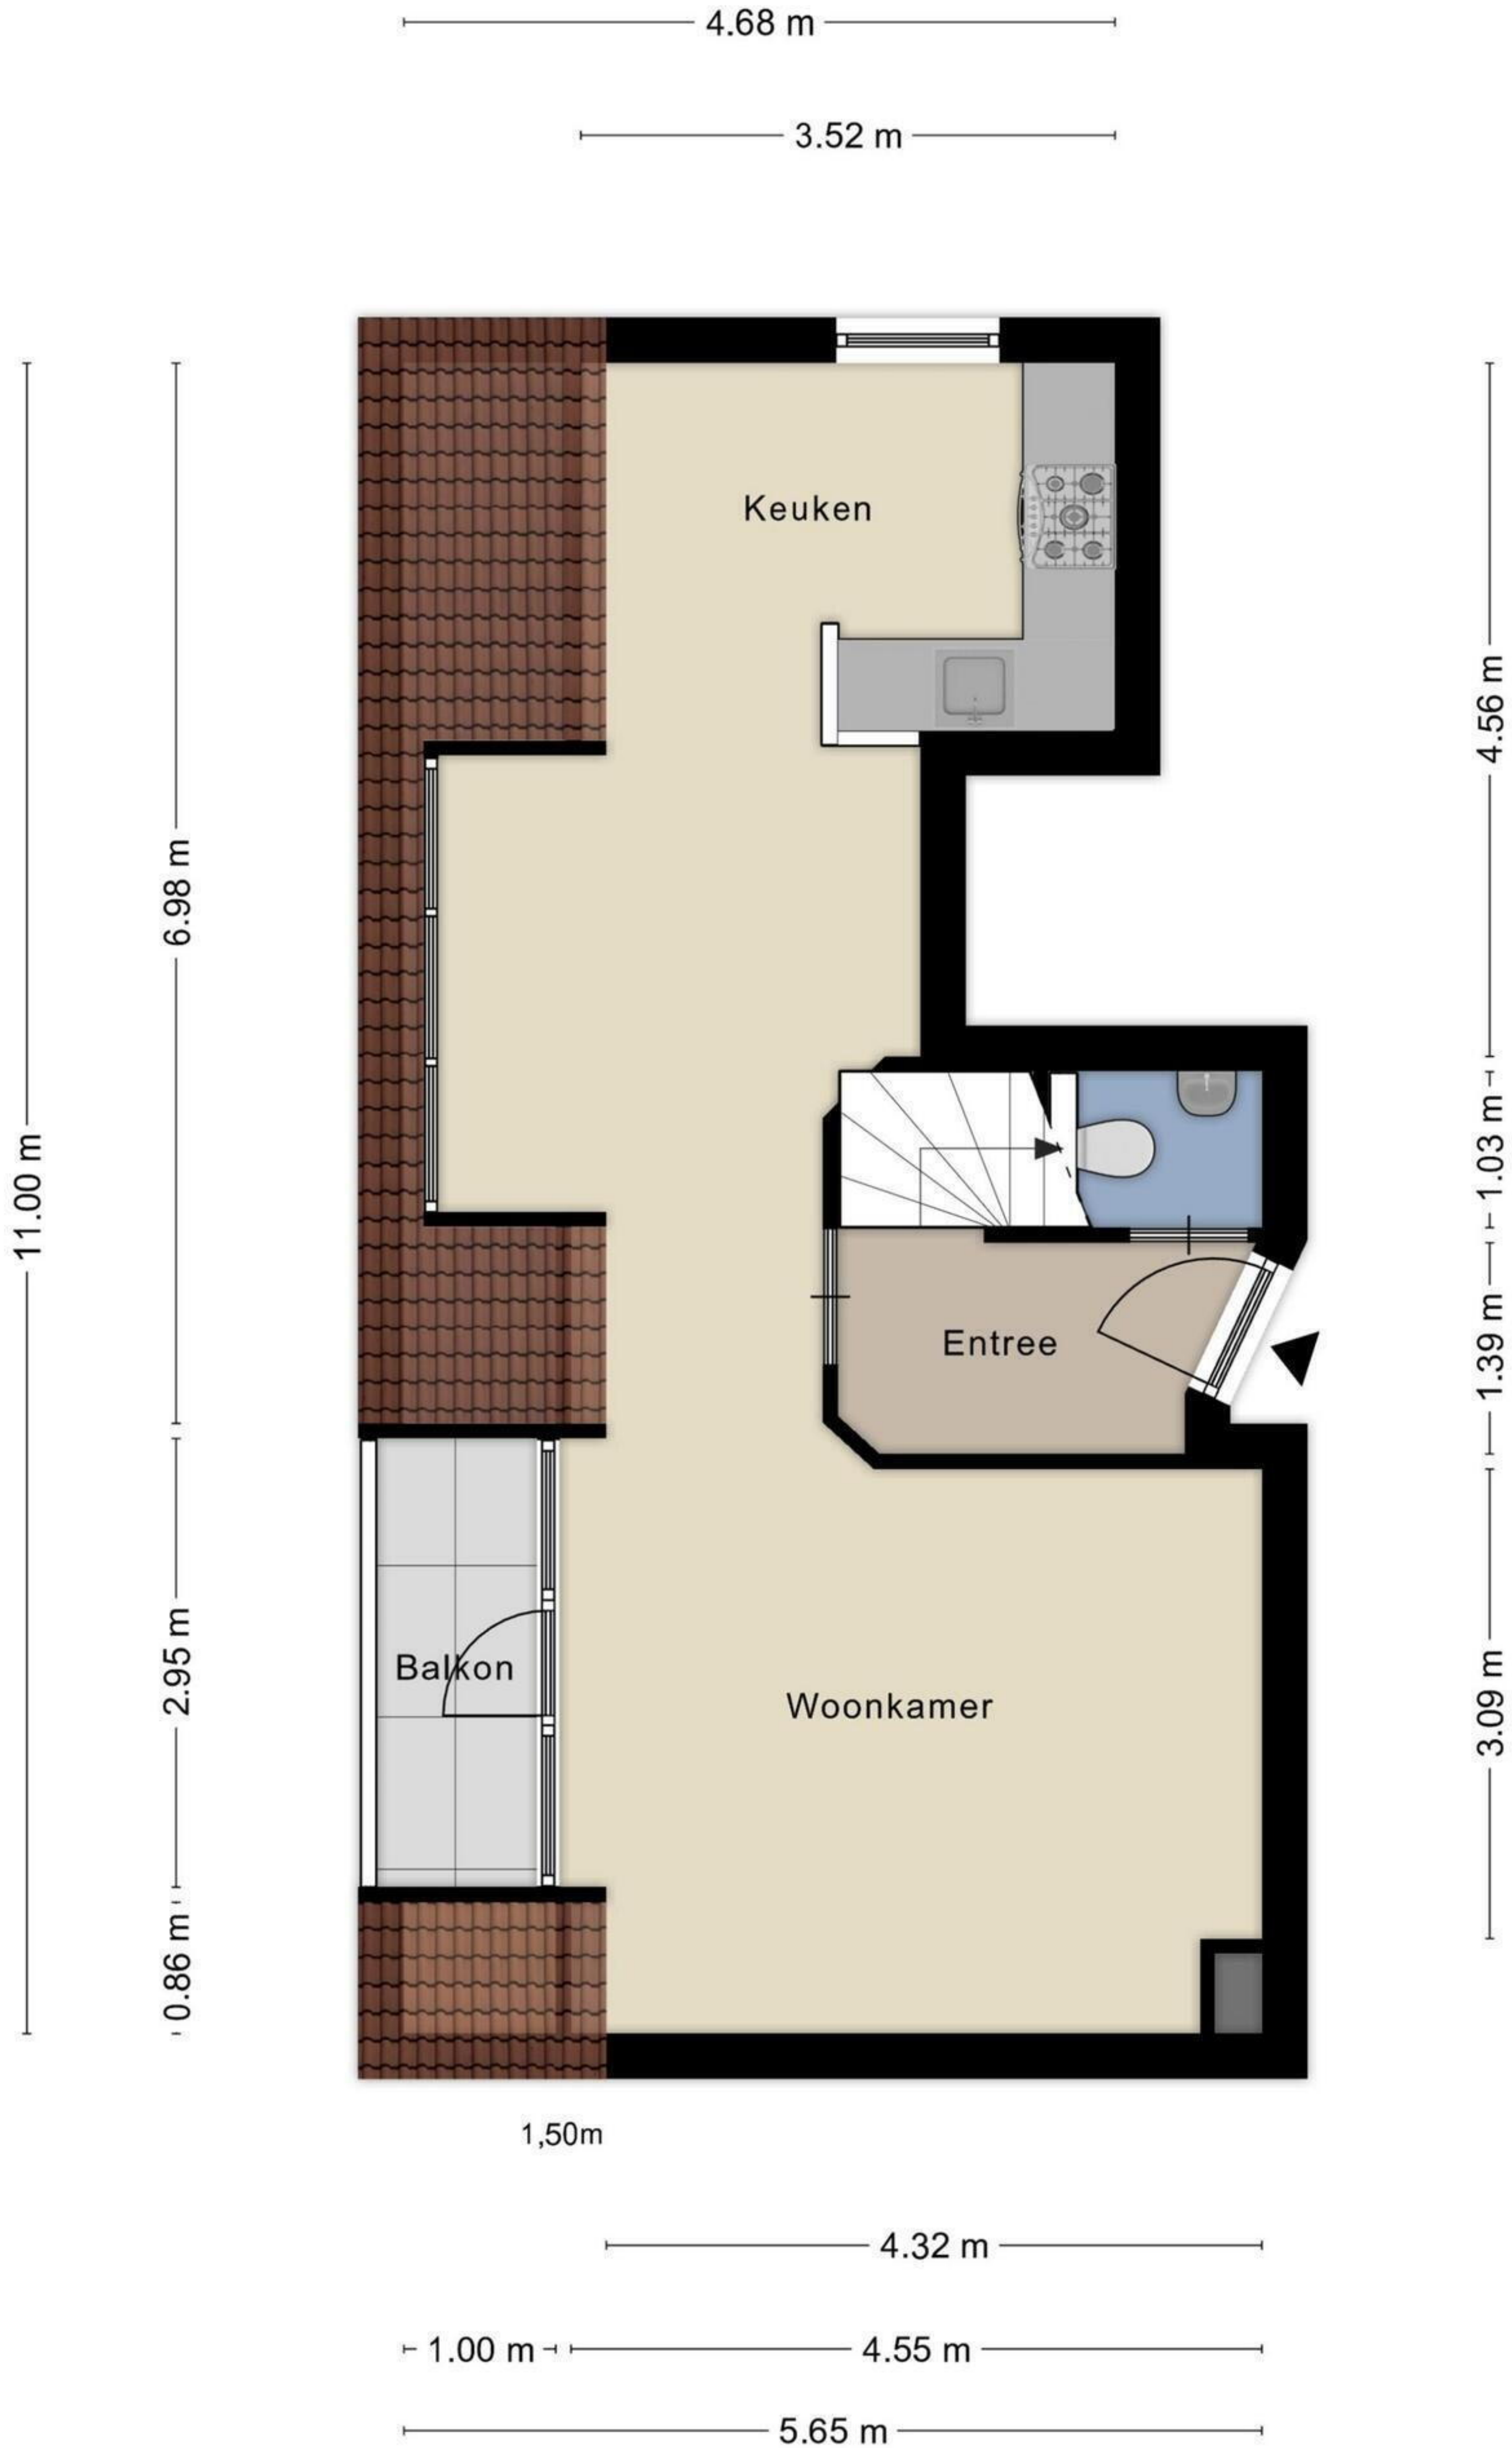 4.68 m
3.52 m
Keuken
4.56 m
6.98 m
11.00 m
1.03 m
1.39 m
Entree
Balkon
Woonkamer
2.95 m
3.09 m
0.86 m
1,50m
4.32 m
1.00 m
4.55 m
5.65 m